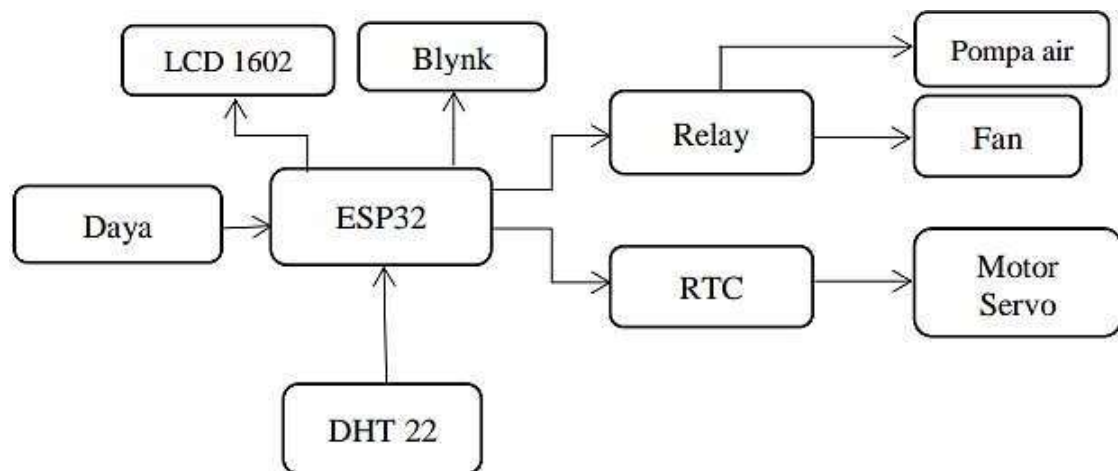 LCD 1602
Blynk
Pompa air
Relay
Fan
Daya
ESP32
RTC
Motor
Servo
DHT 22